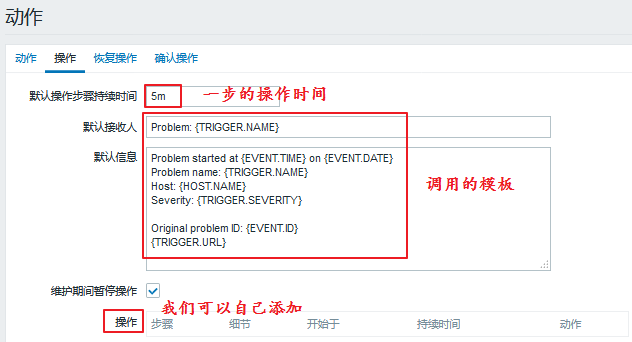 动作
动作 操作 恢复操作 确认操作
默认操作步骤持续时间 5m 一步的操作时间
默认接收人 Problem: {TRIGGER.NAME}
默认信息 Problem started at {EVENT.TIME} on {EVENT.DATE}
Problem name: {TRIGGER.NAME}
Host: {HOST.NAME}
Severity: {TRIGGER.SEVERITY}
调用的模板
Original problem ID: {EVENT.ID}
{TRIGGER.URL}
维护期间暂停操作
我们可以自己添加
操作 步骤 细节 开始于 持续时间 动作